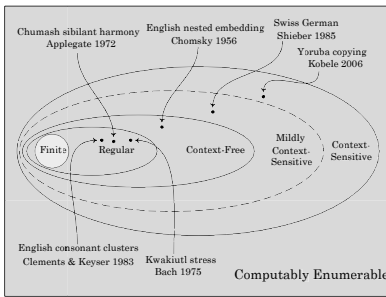 Swiss German
Shieber 1985
English nested embedding
Chomsky 1956
Chumash sibilant harmony
Applegate 1972
Yoruba copying
Kobele 2006
Finite
Regular
Context-Free
Mildly
Context-
Sensitive
Context-
Sensitive
English consonant clusters
Clements & Keyser 1983
Kwakiutl stress
Bach 1975
Computably Enumerable